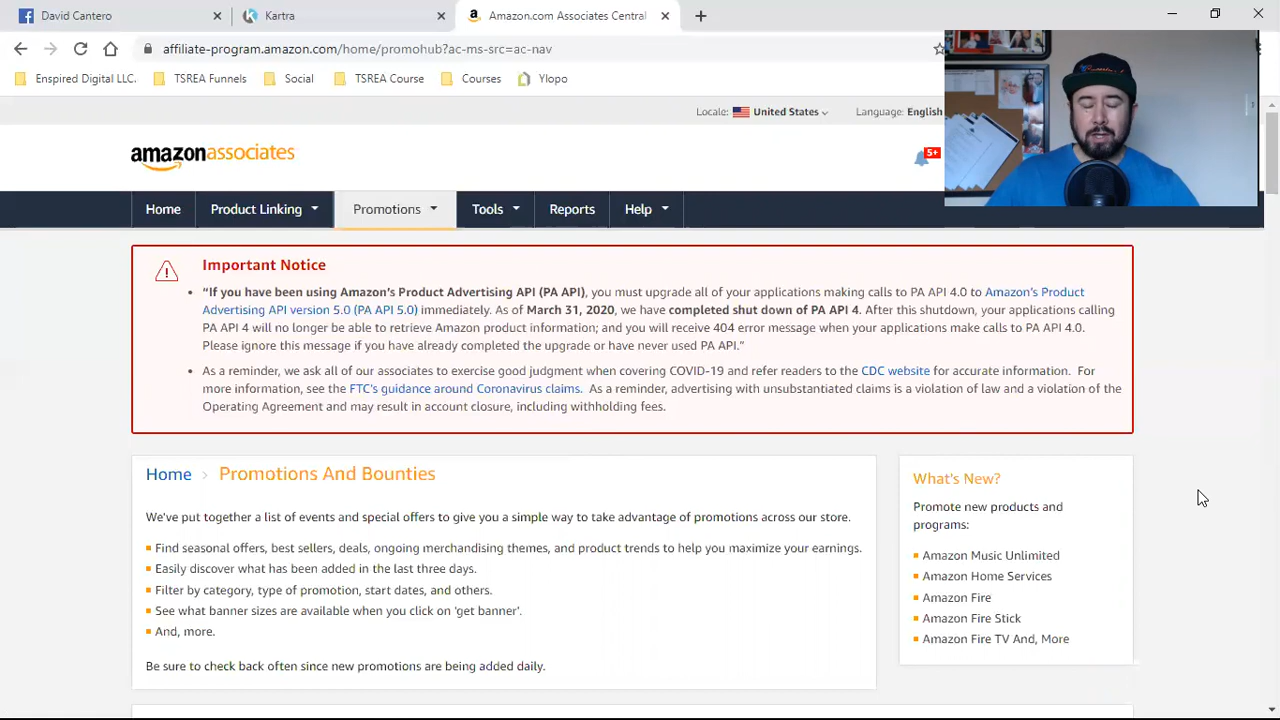 David Cantero
Kartra
Amazon.com Associates Central
affiliate-program.amazon.com/home/promohub?ac-ms-src=ac-nav
Enspired Digital LLC.
TSREA Funnels
Social
TSREA Course
Courses
Ylopo
Locale: United States
Language: English
amazonassociates
5+
Home
Product Linking
Promotions
Tools
Reports
Help
Important Notice
“If you have been using Amazon’s Product Advertising API (PA API), you must upgrade all of your applications making calls to PA API 4.0 to Amazon’s Product
Advertising API version 5.0 (PA API 5.0) immediately. As of March 31, 2020, we have completed shut down of PA API 4. After this shutdown, your applications calling
PA API 4 will no longer be able to retrieve Amazon product information; and you will receive 404 error message when your applications make calls to PA API 4.0.
Please ignore this message if you have already completed the upgrade or have never used PA API.”
As a reminder, we ask all of our associates to exercise good judgment when covering COVID-19 and refer readers to the CDC website for accurate information. For
more information, see the FTC’s guidance around Coronavirus claims. As a reminder, advertising with unsubstantiated claims is a violation of law and a violation of the
Operating Agreement and may result in account closure, including withholding fees.
Home › Promotions And Bounties
We've put together a list of events and special offers to give you a simple way to take advantage of promotions across our store.
Find seasonal offers, best sellers, deals, ongoing merchandising themes, and product trends to help you maximize your earnings.
Easily discover what has been added in the last three days.
Filter by category, type of promotion, start dates, and others.
See what banner sizes are available when you click on 'get banner'.
And, more.
Be sure to check back often since new promotions are being added daily.
What's New?
Promote new products and
programs:
Amazon Music Unlimited
Amazon Home Services
Amazon Fire
Amazon Fire Stick
Amazon Fire TV And, More